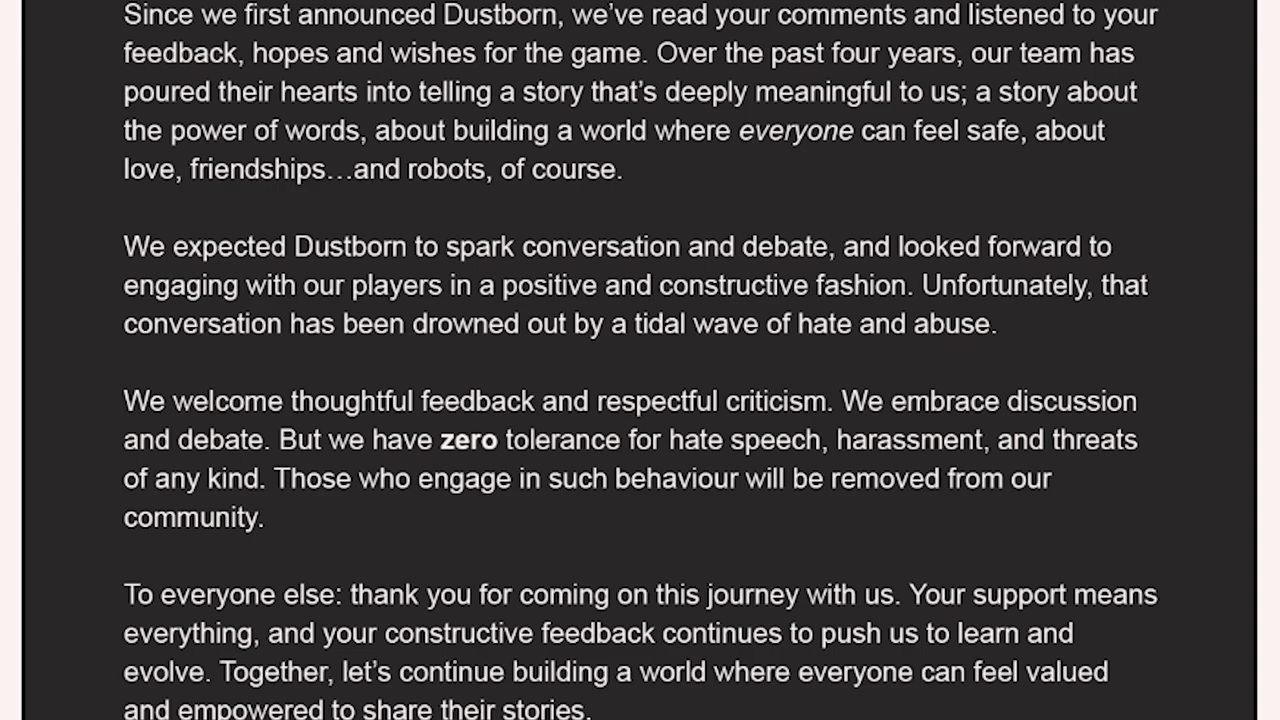 Since we first announced Dustborn, we’ve read your comments and listened to your
feedback, hopes and wishes for the game. Over the past four years, our team has
poured their hearts into telling a story that’s deeply meaningful to us; a story about
the power of words, about building a world where everyone can feel safe, about
love, friendships…and robots, of course.
We expected Dustborn to spark conversation and debate, and looked forward to
engaging with our players in a positive and constructive fashion. Unfortunately, that
conversation has been drowned out by a tidal wave of hate and abuse.
We welcome thoughtful feedback and respectful criticism. We embrace discussion
and debate. But we have zero tolerance for hate speech, harassment, and threats
of any kind. Those who engage in such behaviour will be removed from our
community.
To everyone else: thank you for coming on this journey with us. Your support means
everything, and your constructive feedback continues to push us to learn and
evolve. Together, let’s continue building a world where everyone can feel valued
and empowered to share their stories.